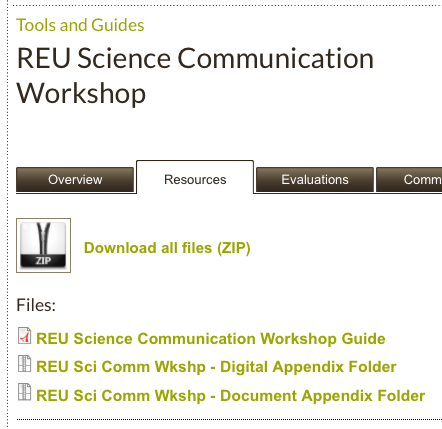 Tools and Guides
REU Science Communication
Workshop
Overview
Resources
Evaluations
Comm
ZIP
Download all files (ZIP)
Files:
REU Science Communication Workshop Guide
REU Sci Comm Wkshp - Digital Appendix Folder
REU Sci Comm Wkshp - Document Appendix Folder